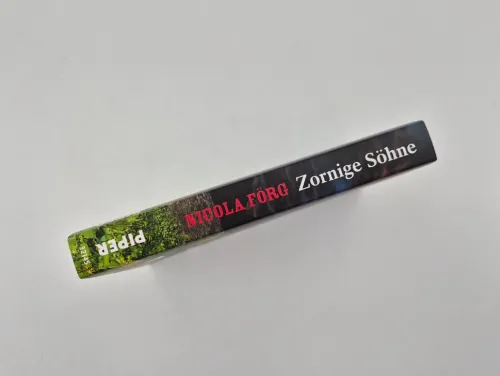 NICOLA FÖRG Zornige Söhne
PIPER